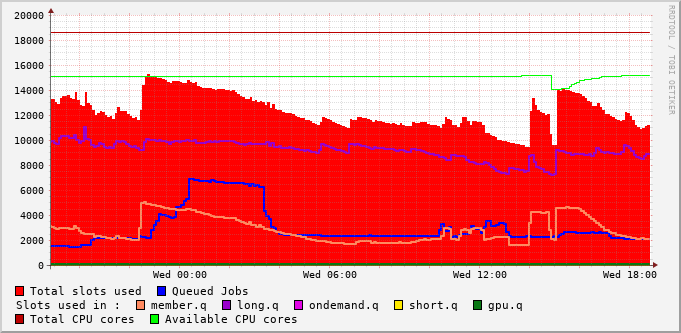 20000
18000
16000
14000
12000
10000
8000
6000
4000
2000
0
Wed 00:00 Wed 06:00 Wed 12:00 Wed 18:00
RRDTOOL / TOBI OETIKER
Total slots used Queued Jobs
Slots used in : member.q long.q ondemand.q short.q gpu.q
Total CPU cores Available CPU cores